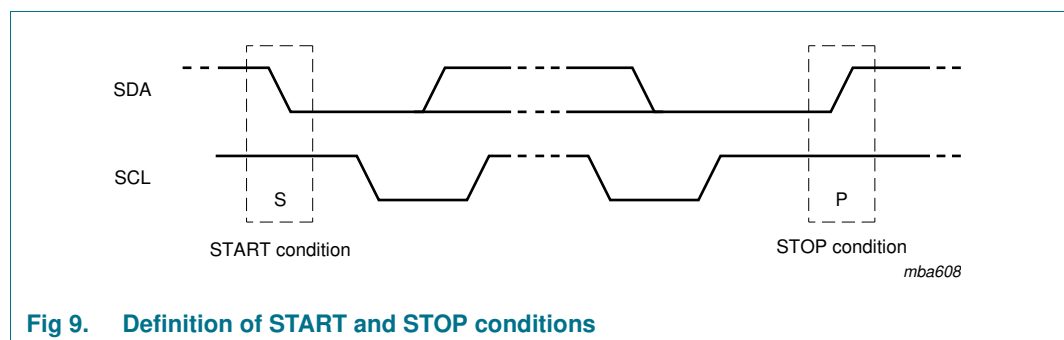 SDA
SCL
S
P
START condition
STOP condition
mba608
Fig 9. Definition of START and STOP conditions